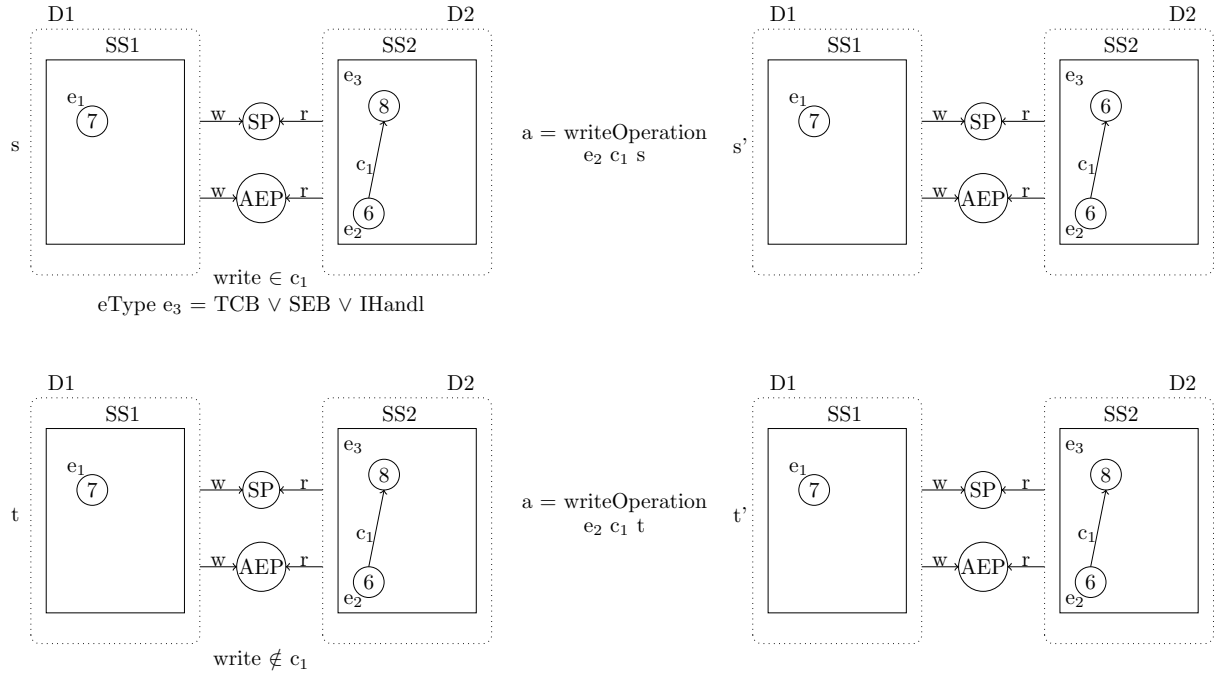 D1 D2 D1 D2
SS1 SS2 SS1 SS2
e₃ e₃
e₁ 8 e₁ 6
7 w SP r 7 w SP r
a = writeOperation
s c₁ e₂ c₁ s s' c₁
w AEP r w AEP r
6 6
e₂ e₂
write ∈ c₁
eType e₃ = TCB ∨ SEB ∨ IHandl
D1 D2 D1 D2
SS1 SS2 SS1 SS2
e₃ e₃
e₁ 8 e₁ 8
7 w SP r 7 w SP r
a = writeOperation
t c₁ e₂ c₁ t t' c₁
w AEP r w AEP r
6 6
e₂ e₂
write ∉ c₁